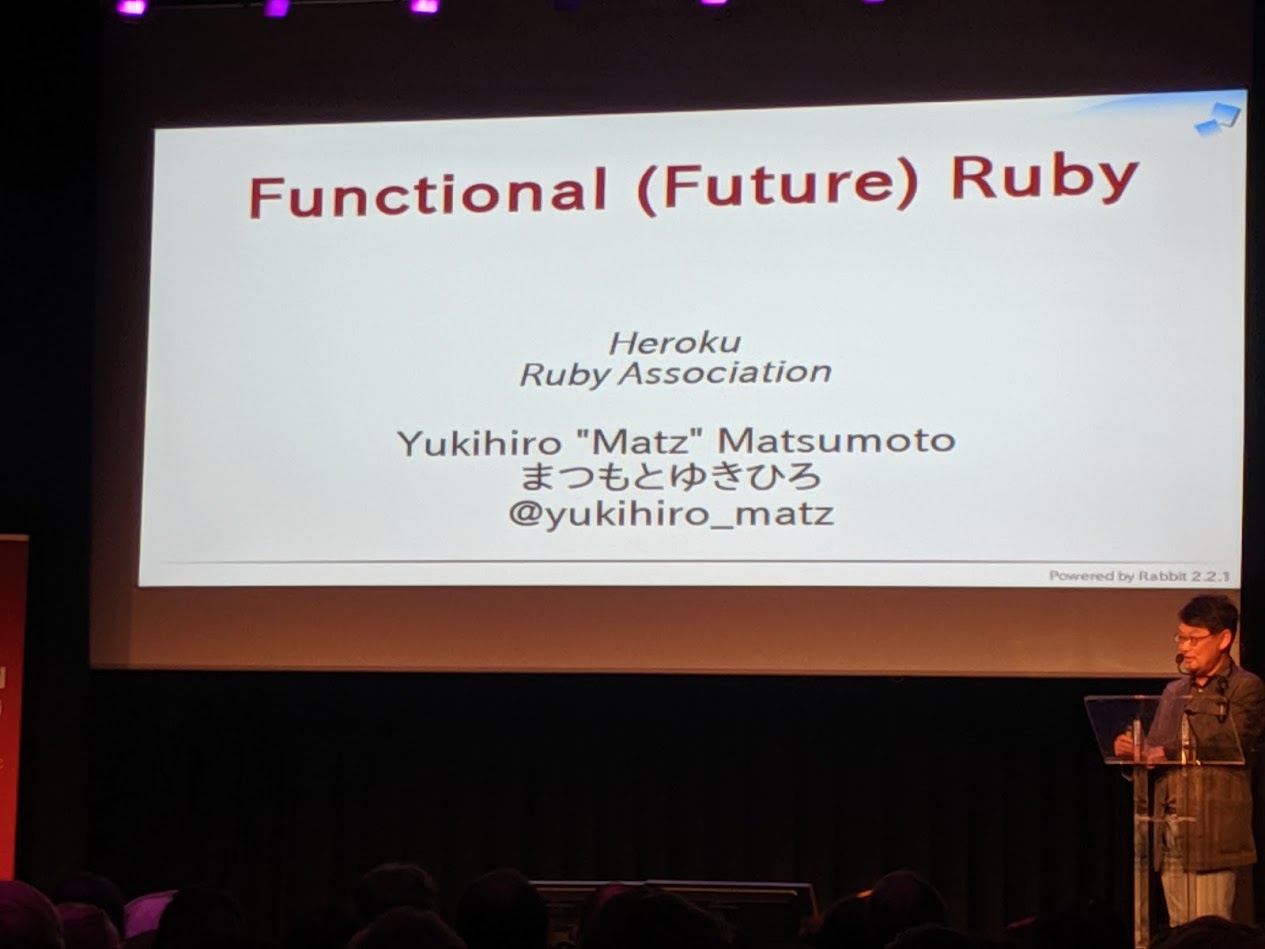 Functional (Future) Ruby
Heroku
Ruby Association
Yukihiro "Matz" Matsumoto
まつもとゆきひろ
@yukihiro_matz
Powered by Rabbit 2.2.1